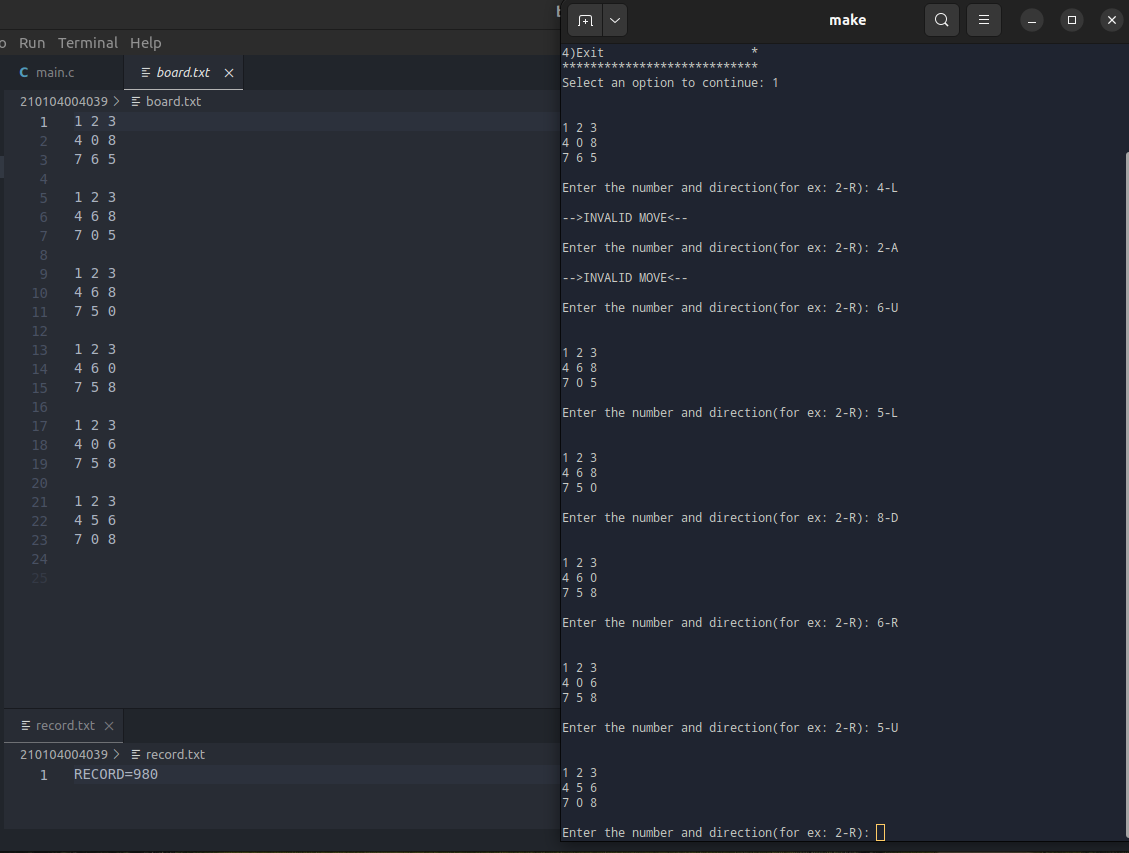 Run Terminal Help
main.c board.txt
210104004039 > board.txt
1 1 2 3
2 4 0 8
3 7 6 5
4
5 1 2 3
6 4 6 8
7 7 0 5
8
9 1 2 3
10 4 6 8
11 7 5 0
12
13 1 2 3
14 4 6 0
15 7 5 8
16
17 1 2 3
18 4 0 6
19 7 5 8
20
21 1 2 3
22 4 5 6
23 7 0 8
24
25
record.txt
210104004039 > record.txt
1 RECORD=980
make
4)Exit *
****************************
Select an option to continue: 1
1 2 3
4 0 8
7 6 5
Enter the number and direction(for ex: 2-R): 4-L
-->INVALID MOVE<--
Enter the number and direction(for ex: 2-R): 2-A
-->INVALID MOVE<--
Enter the number and direction(for ex: 2-R): 6-U
1 2 3
4 6 8
7 0 5
Enter the number and direction(for ex: 2-R): 5-L
1 2 3
4 6 8
7 5 0
Enter the number and direction(for ex: 2-R): 8-D
1 2 3
4 6 0
7 5 8
Enter the number and direction(for ex: 2-R): 6-R
1 2 3
4 0 6
7 5 8
Enter the number and direction(for ex: 2-R): 5-U
1 2 3
4 5 6
7 0 8
Enter the number and direction(for ex: 2-R):